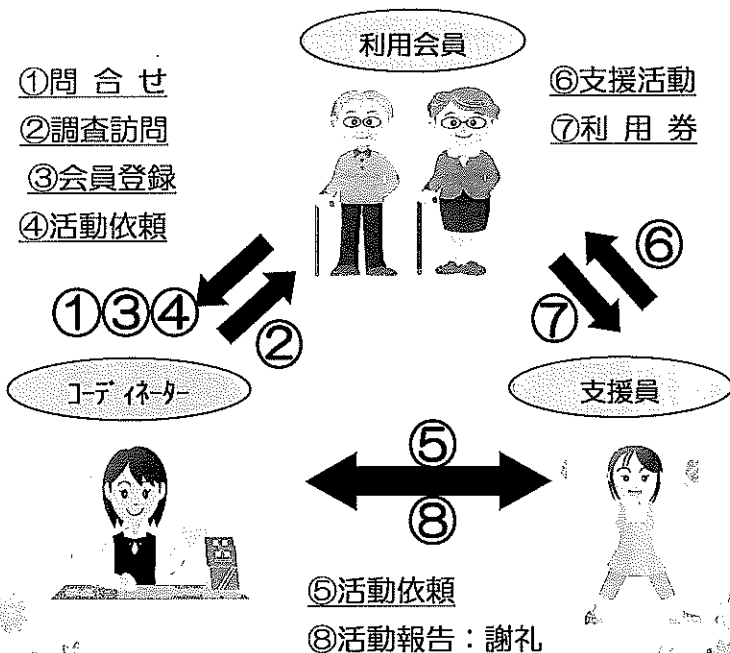 利用会員
①問 合 せ
②調査訪問
③会員登録
④活動依頼
⑥支援活動
⑦利 用 券
①③④
②
⑥
⑦
コーディネーター
支援員
⑤
⑧
⑤活動依頼
⑧活動報告：謝礼